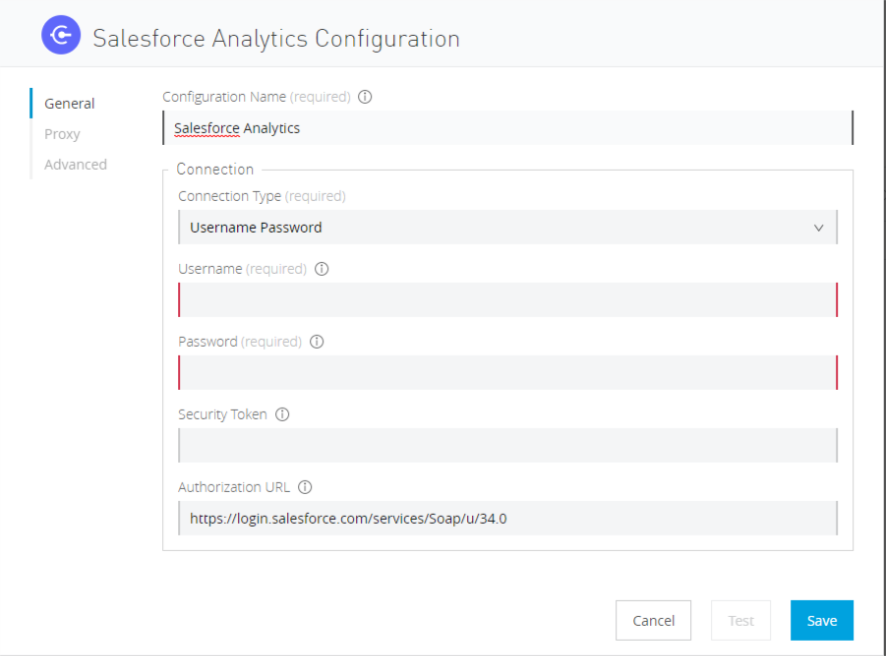 Salesforce Analytics Configuration
General
Proxy
Advanced
Configuration Name (required)
Salesforce Analytics
Connection
Connection Type (required)
Username Password
Username (required)
Password (required)
Security Token
Authorization URL
https://login.salesforce.com/services/Soap/u/34.0
Cancel
Test
Save